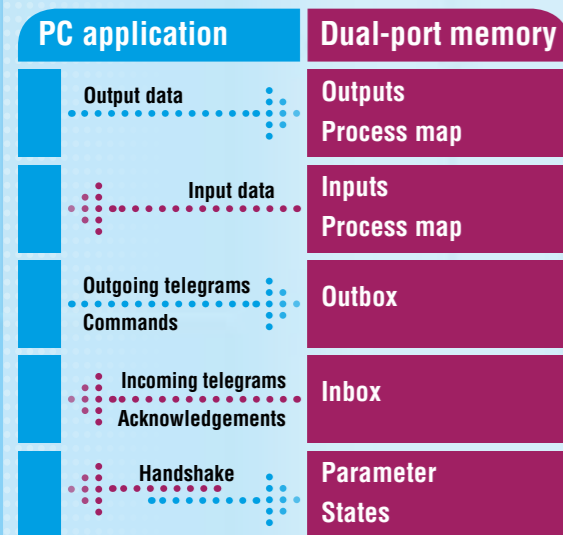 PC application
Dual-port memory
Output data
Outputs
Process map
Input data
Inputs
Process map
Outgoing telegrams
Commands
Outbox
Incoming telegrams
Acknowledgements
Inbox
Handshake
Parameter
States